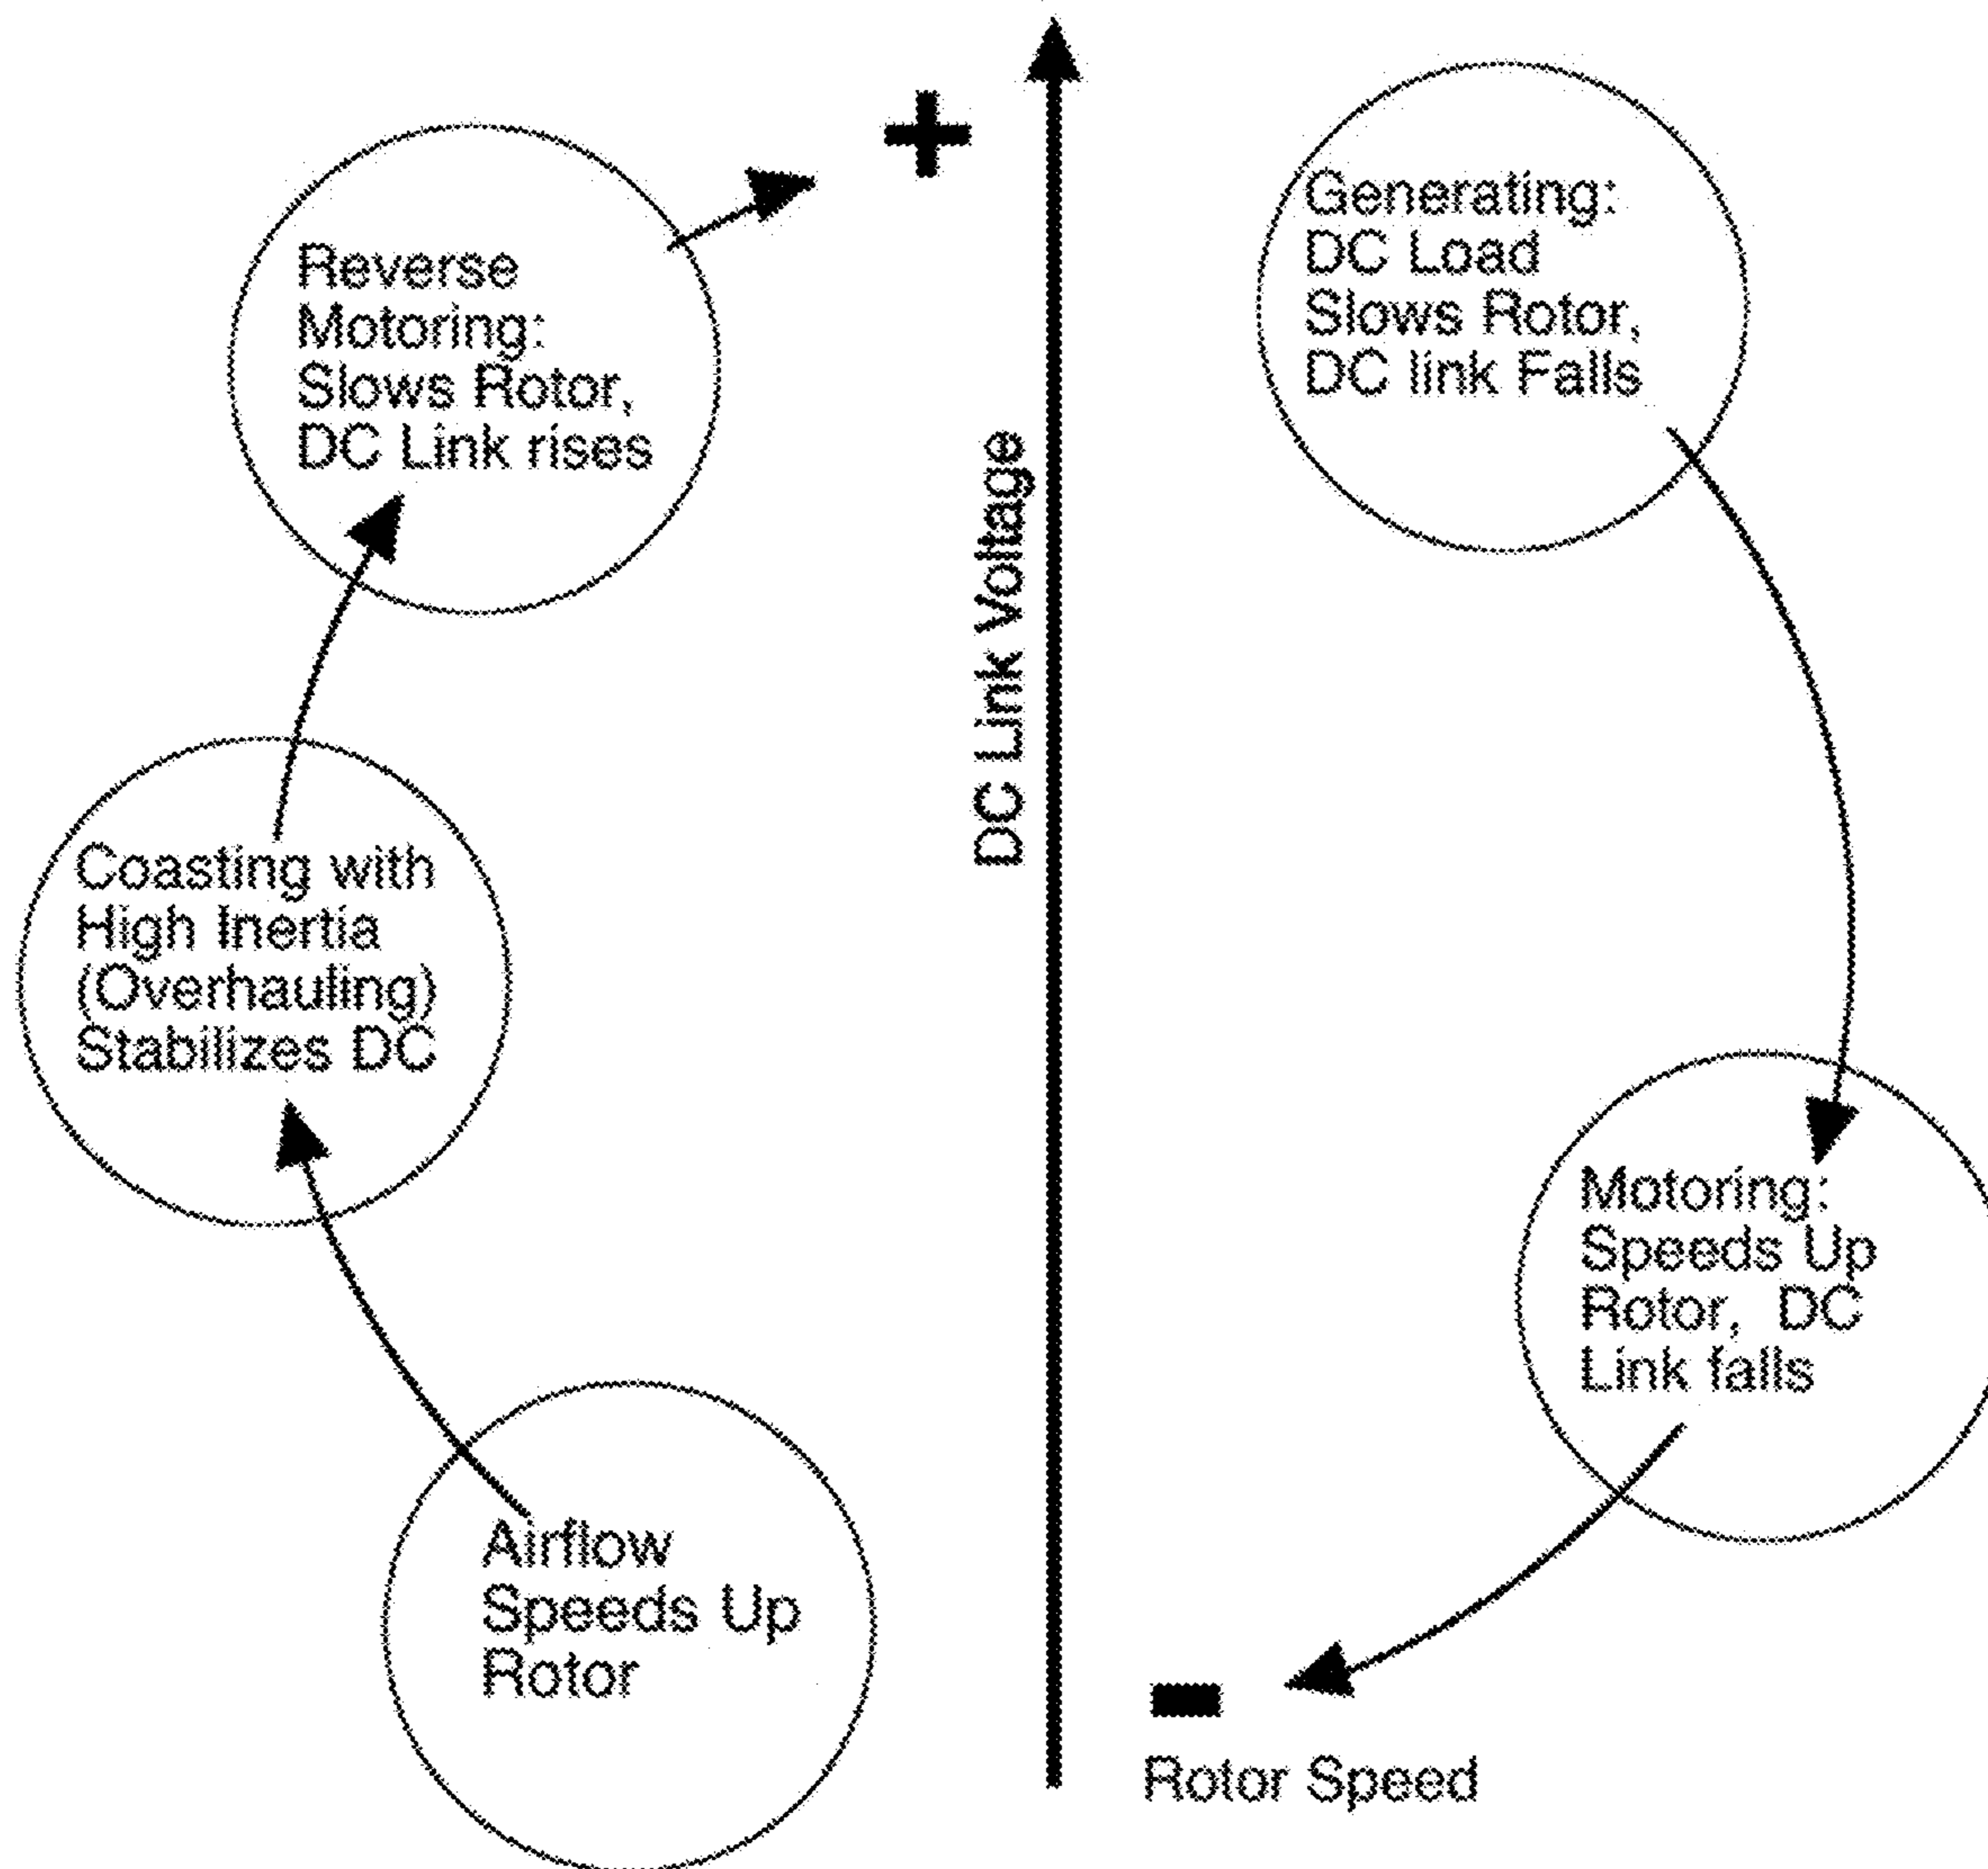 +
Reverse
Motoring:
Slows Rotor,
DC Link rises
Coasting with
High Inertia
(Overhauling)
Stabilizes DC
Airflow
Speeds Up
Rotor
DC Link Voltage
Generating:
DC Load
Slows Rotor,
DC link Falls
Motoring:
Speeds Up
Rotor, DC
Link falls
-
Rotor Speed